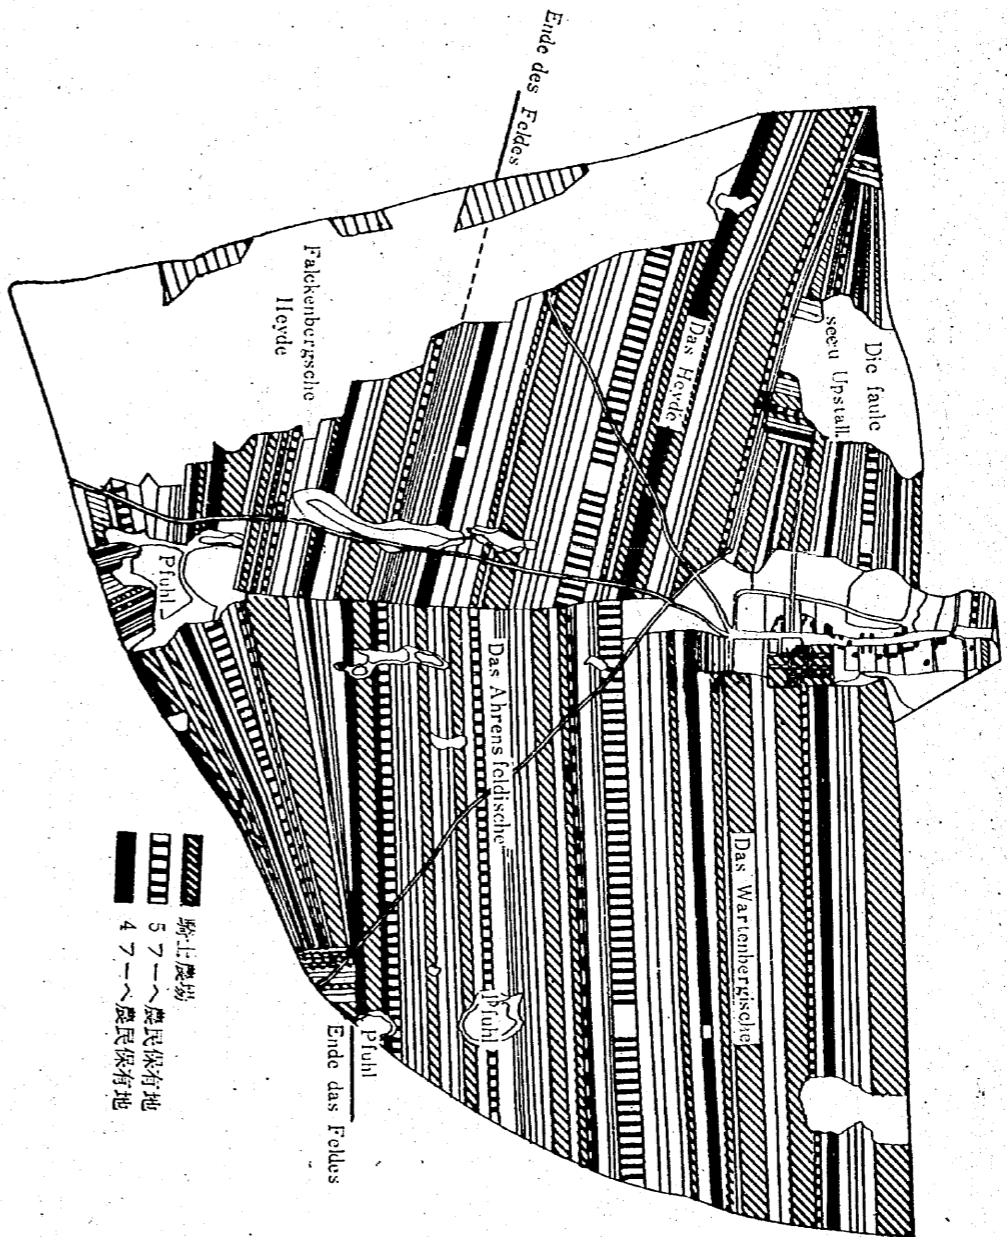 Ende des Feldes
Die faule
see u Upstall.
Das Heyde
Falckenbergsche
Heyde
Pfuhl
Das Ahrensfeldische
Das Wartenbergische
Pfuhl
Pfuhl
Ende das Feldes
騎士農場
5フーヘ農民保有地
4フーヘ農民保有地